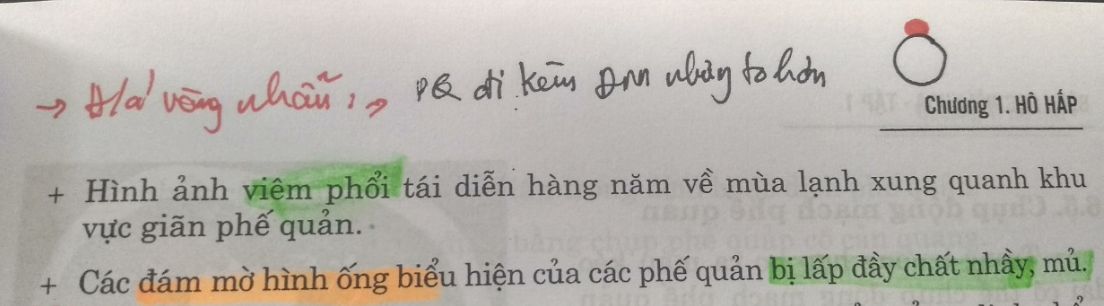 → H/a' vòng nhẫn: → PQ đi kèm ĐM nhưng to hơn
Chương 1. HÔ HẤP
+ Hình ảnh viêm phổi tái diễn hàng năm về mùa lạnh xung quanh khu
vực giãn phế quản.
+ Các đám mờ hình ống biểu hiện của các phế quản bị lấp đầy chất nhầy, mủ.